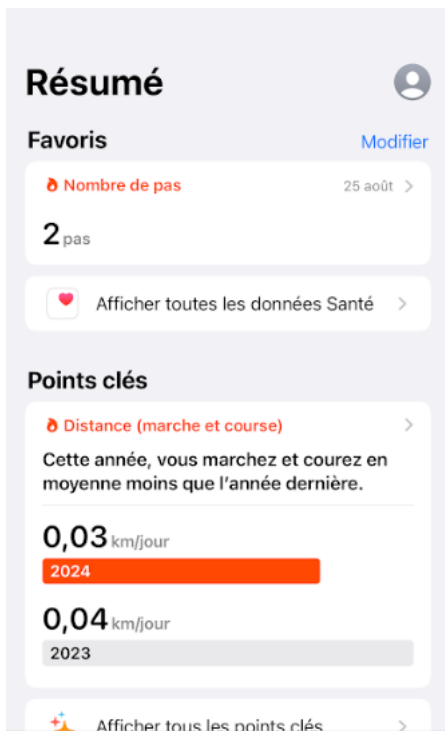 Résumé
Favoris
Modifier
Nombre de pas
25 août
2 pas
Afficher toutes les données Santé
Points clés
Distance (marche et course)
Cette année, vous marchez et courez en
moyenne moins que l'année dernière.
0,03 km/jour
2024
0,04 km/jour
2023
Afficher tous les points clés